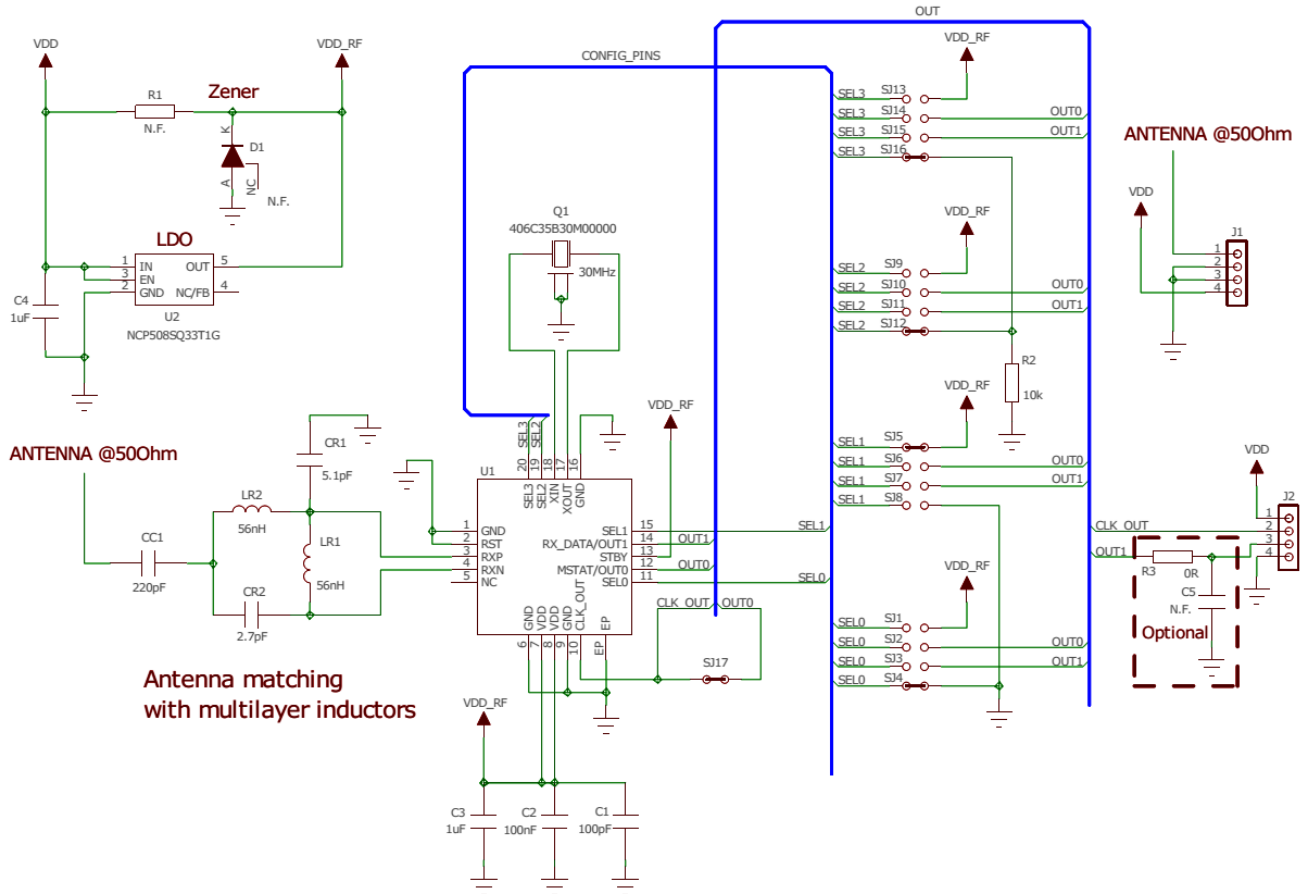 OUT
VDD
VDD_RF
CONFIG_PINS
VDD_RF
R1
N.F.
Zener
K
D1
A
NC
N.F.
LDO
1
IN
OUT
5
3
EN
2
GND
NC/FB
4
U2
NCP508SQ33T1G
C4
1uF
Q1
406C35B30M00000
30MHz
SEL3
SJ13
SEL3
SJ14
OUT0
SEL3
SJ15
OUT1
SEL3
SJ16
VDD_RF
SEL2
SJ9
SEL2
SJ10
OUT0
SEL2
SJ11
OUT1
SEL2
SJ12
R2
10k
VDD_RF
SEL1
SJ5
SEL1
SJ6
OUT0
SEL1
SJ7
OUT1
SEL1
SJ8
VDD_RF
SEL0
SJ1
SEL0
SJ2
OUT0
SEL0
SJ3
OUT1
SEL0
SJ4
ANTENNA @50Ohm
VDD
J1
1
2
3
4
VDD
J2
1
2
3
4
CLK_OUT
OUT1
R3
0R
C5
N.F.
Optional
ANTENNA @50Ohm
CC1
220pF
LR2
56nH
CR1
5.1pF
LR1
56nH
CR2
2.7pF
Antenna matching
with multilayer inductors
VDD_RF
SEL3
SEL2
20
19
18
17
16
U1
SEL3
SEL2
XIN
XOUT
GND
1
GND
2
RST
3
RXP
4
RXN
5
NC
SEL1
15
SEL1
RX_DATA/OUT1
14
OUT1
STBY
13
MSTAT/OUT0
12
OUT0
SEL0
11
SEL0
GND
VDD
VDD
GND
CLK_OUT
EP
6
7
8
9
10
EP
CLK_OUT
OUT0
SJ17
VDD_RF
C3
1uF
C2
100nF
C1
100pF